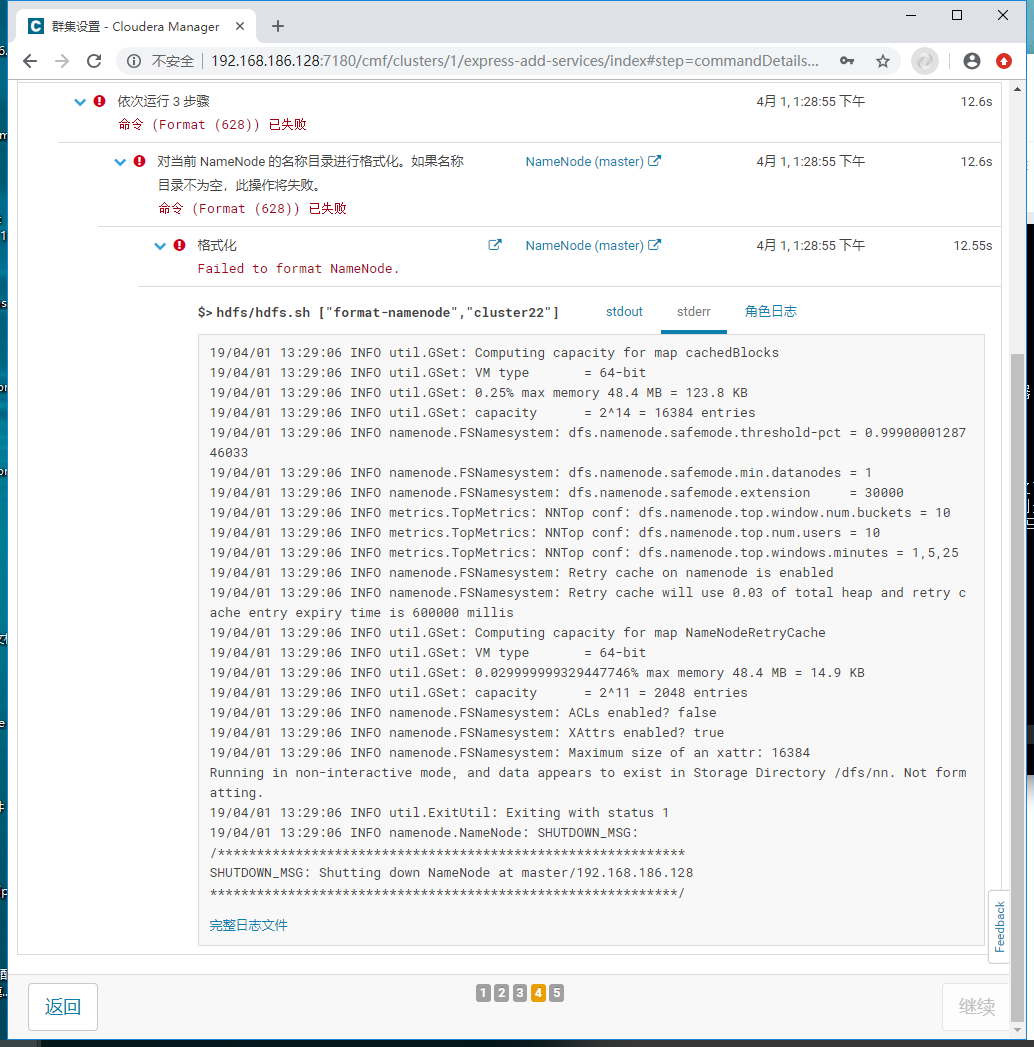 群集设置 - Cloudera Manager
不安全 | 192.168.186.128:7180/cmf/clusters/1/express-add-services/index#step=commandDetails...
依次运行 3 步骤 4月 1, 1:28:55 下午 12.6s
命令 (Format (628)) 已失败
对当前 NameNode 的名称目录进行格式化。如果名称 NameNode (master) 4月 1, 1:28:55 下午 12.6s
目录不为空，此操作将失败。
命令 (Format (628)) 已失败
格式化 NameNode (master) 4月 1, 1:28:55 下午 12.55s
Failed to format NameNode.
$> hdfs/hdfs.sh ["format-namenode","cluster22"] stdout stderr 角色日志
19/04/01 13:29:06 INFO util.GSet: Computing capacity for map cachedBlocks
19/04/01 13:29:06 INFO util.GSet: VM type       = 64-bit
19/04/01 13:29:06 INFO util.GSet: 0.25% max memory 48.4 MB = 123.8 KB
19/04/01 13:29:06 INFO util.GSet: capacity      = 2^14 = 16384 entries
19/04/01 13:29:06 INFO namenode.FSNamesystem: dfs.namenode.safemode.threshold-pct = 0.99900001287
46033
19/04/01 13:29:06 INFO namenode.FSNamesystem: dfs.namenode.safemode.min.datanodes = 1
19/04/01 13:29:06 INFO namenode.FSNamesystem: dfs.namenode.safemode.extension     = 30000
19/04/01 13:29:06 INFO metrics.TopMetrics: NNTop conf: dfs.namenode.top.window.num.buckets = 10
19/04/01 13:29:06 INFO metrics.TopMetrics: NNTop conf: dfs.namenode.top.num.users = 10
19/04/01 13:29:06 INFO metrics.TopMetrics: NNTop conf: dfs.namenode.top.windows.minutes = 1,5,25
19/04/01 13:29:06 INFO namenode.FSNamesystem: Retry cache on namenode is enabled
19/04/01 13:29:06 INFO namenode.FSNamesystem: Retry cache will use 0.03 of total heap and retry c
ache entry expiry time is 600000 millis
19/04/01 13:29:06 INFO util.GSet: Computing capacity for map NameNodeRetryCache
19/04/01 13:29:06 INFO util.GSet: VM type       = 64-bit
19/04/01 13:29:06 INFO util.GSet: 0.029999999329447746% max memory 48.4 MB = 14.9 KB
19/04/01 13:29:06 INFO util.GSet: capacity      = 2^11 = 2048 entries
19/04/01 13:29:06 INFO namenode.FSNamesystem: ACLs enabled? false
19/04/01 13:29:06 INFO namenode.FSNamesystem: XAttrs enabled? true
19/04/01 13:29:06 INFO namenode.FSNamesystem: Maximum size of an xattr: 16384
Running in non-interactive mode, and data appears to exist in Storage Directory /dfs/nn. Not form
atting.
19/04/01 13:29:06 INFO util.ExitUtil: Exiting with status 1
19/04/01 13:29:06 INFO namenode.NameNode: SHUTDOWN_MSG:
/************************************************************
SHUTDOWN_MSG: Shutting down NameNode at master/192.168.186.128
************************************************************/
完整日志文件
Feedback
返回 1 2 3 4 5 继续